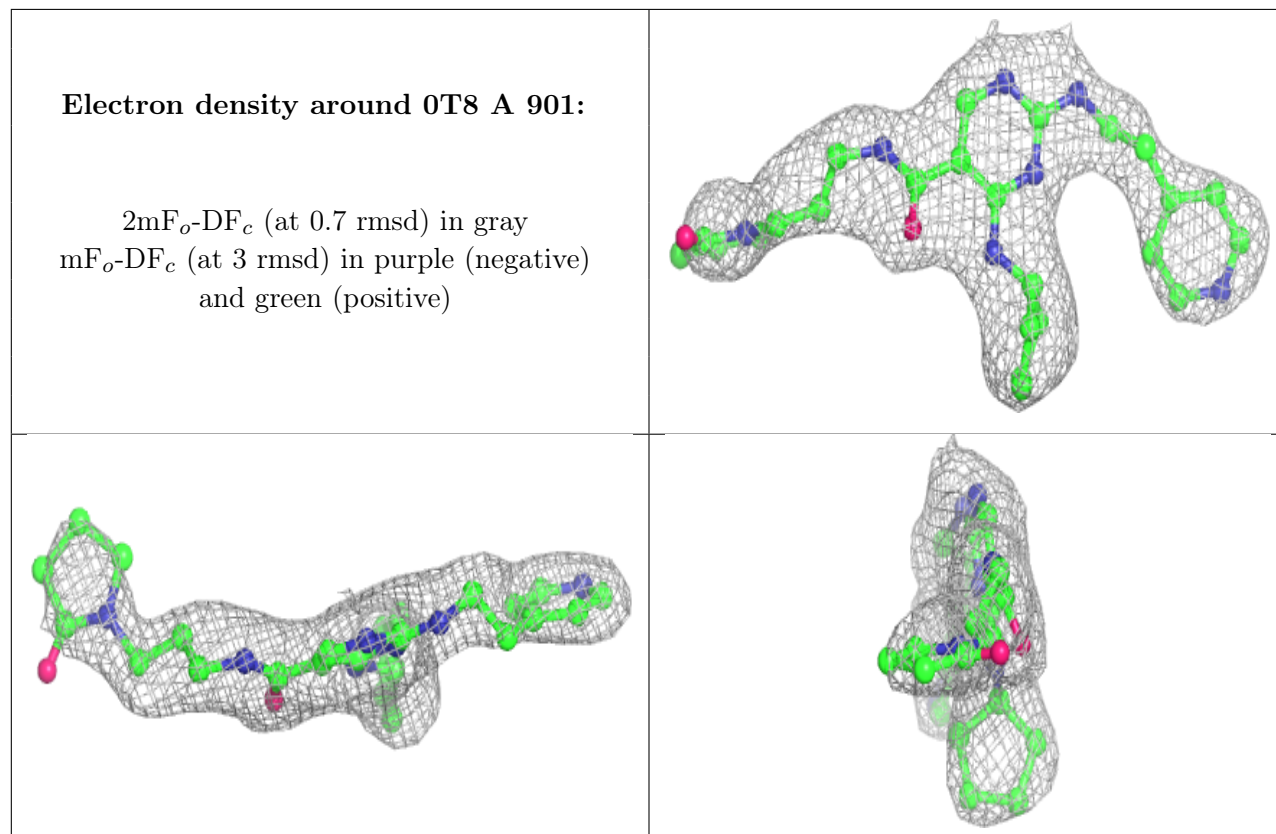 Electron density around 0T8 A 901:
2mFo-DFc (at 0.7 rmsd) in gray
mFo-DFc (at 3 rmsd) in purple (negative)
and green (positive)